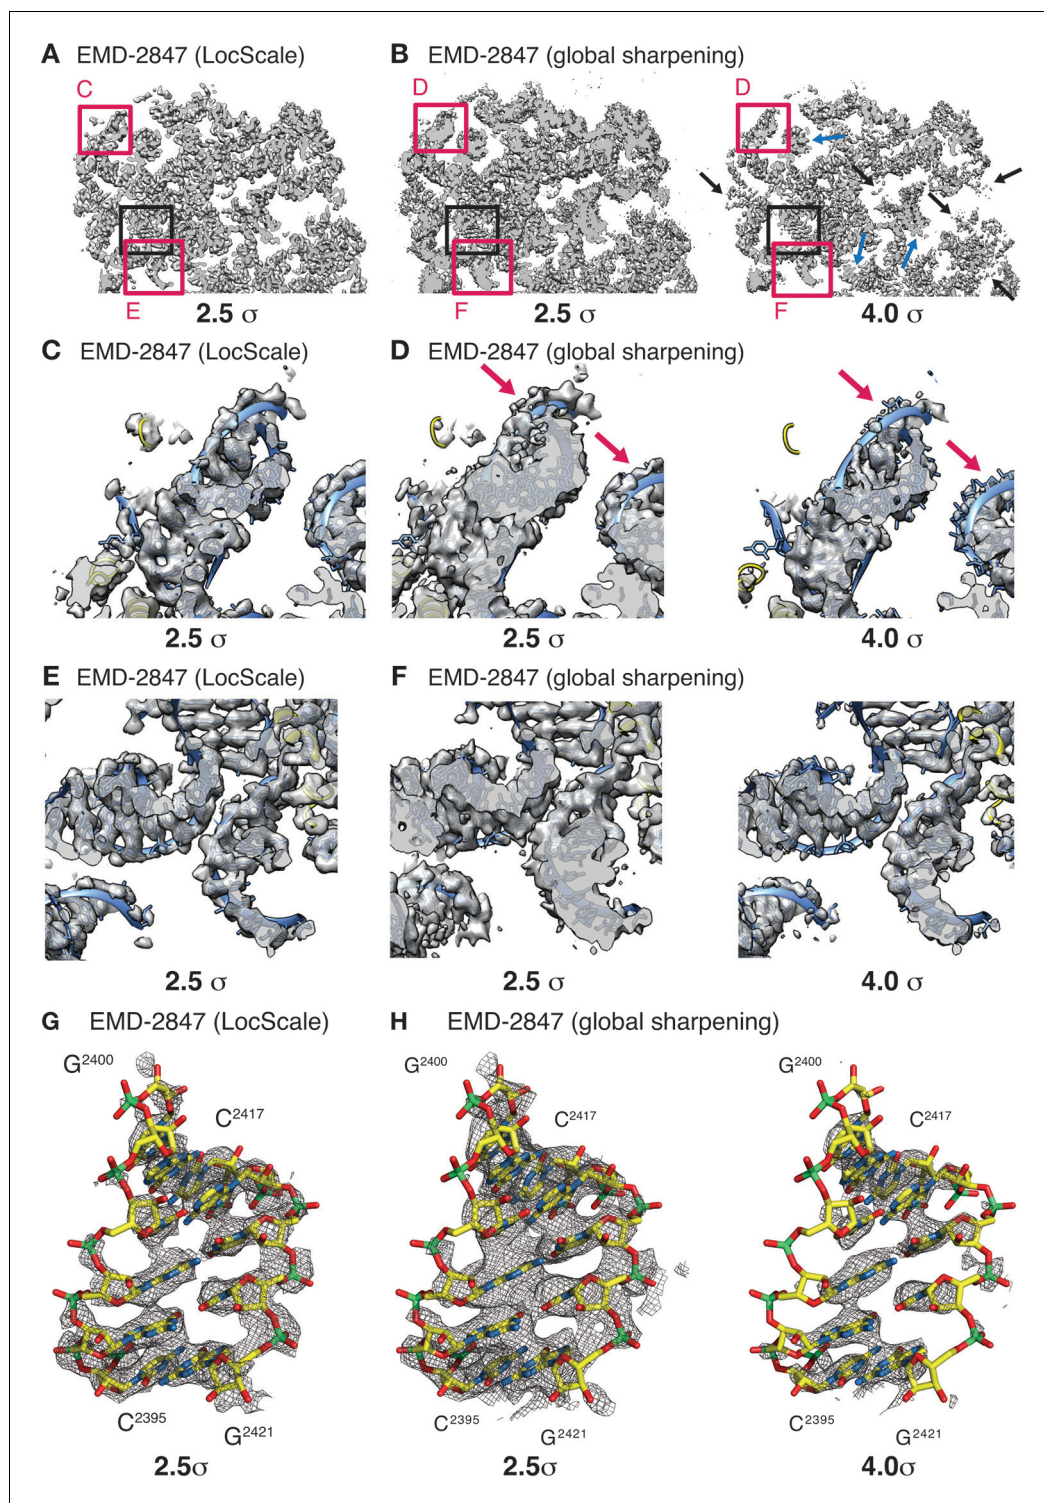 A EMD-2847 (LocScale)
B EMD-2847 (global sharpening)
C
D
D
E
F
F
2.5 σ
2.5 σ
4.0 σ
C EMD-2847 (LocScale)
D EMD-2847 (global sharpening)
2.5 σ
2.5 σ
4.0 σ
E EMD-2847 (LocScale)
F EMD-2847 (global sharpening)
2.5 σ
2.5 σ
4.0 σ
G EMD-2847 (LocScale)
H EMD-2847 (global sharpening)
G2400
G2400
G2400
C2417
C2417
C2417
C2395
G2421
C2395
G2421
C2395
G2421
2.5σ
2.5σ
4.0σ